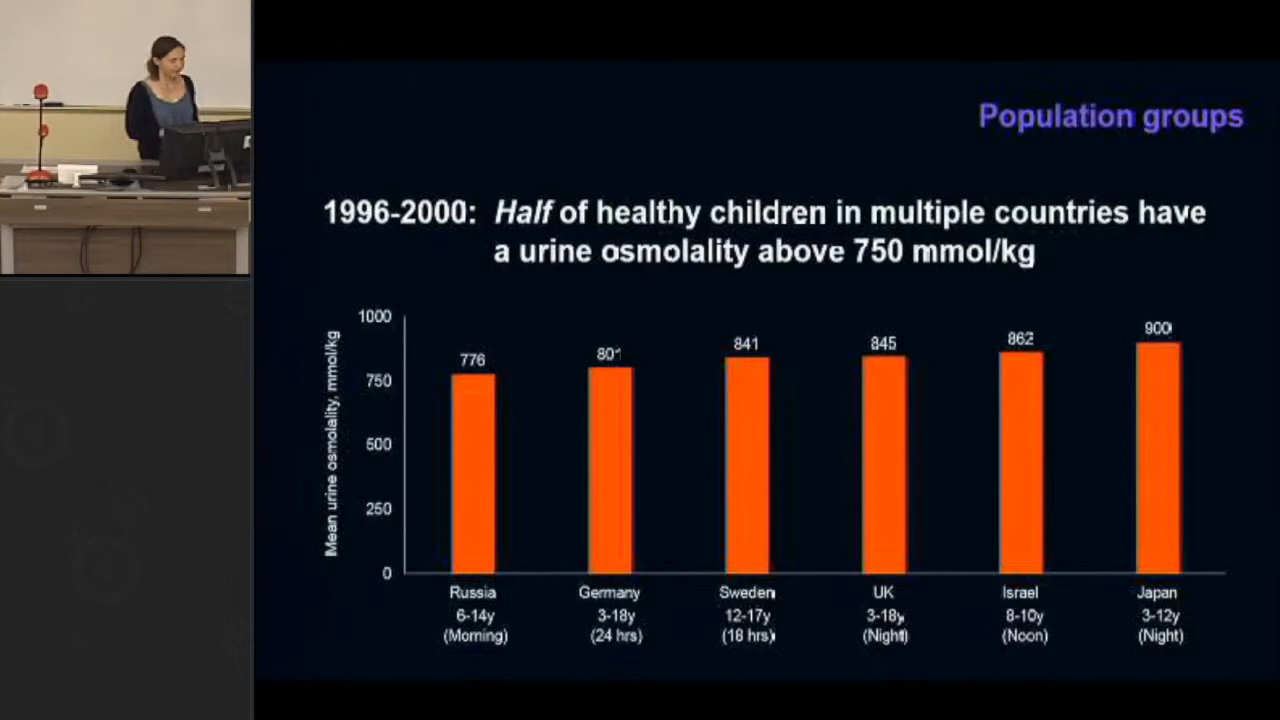 Population groups
1996-2000: Half of healthy children in multiple countries have
a urine osmolality above 750 mmol/kg
Mean urine osmolality, mmol/kg
1000
750
500
250
0
776
801
841
845
862
900
Russia
6-14y
(Morning)
Germany
3-18y
(24 hrs)
Sweden
12-17y
(18 hrs)
UK
3-18y
(Night)
Israel
8-10y
(Noon)
Japan
3-12y
(Night)